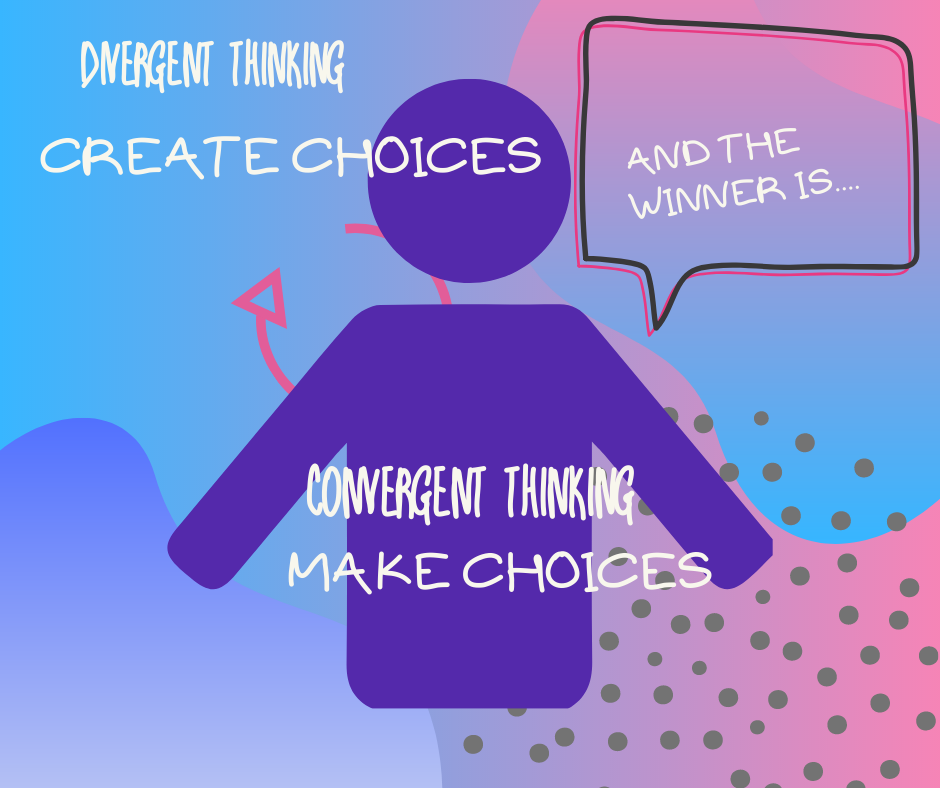 DIVERGENT THINKING
CREATE CHOICES
AND THE
WINNER IS....
CONVERGENT THINKING
MAKE CHOICES